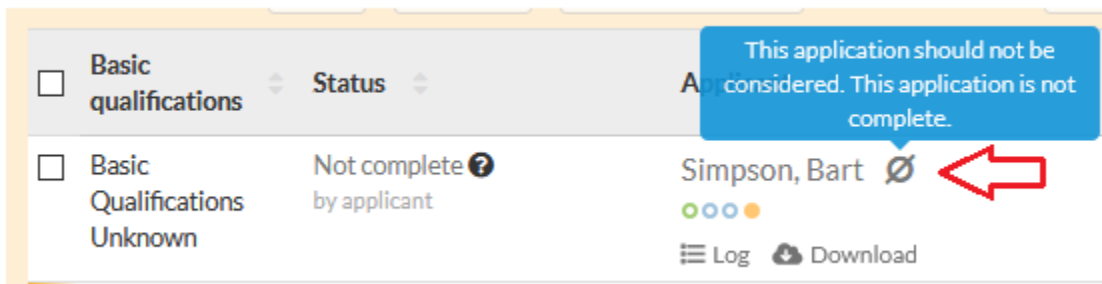 Basic
qualifications
Status
This application should not be
considered. This application is not
complete.
Basic
Qualifications
Unknown
Not complete
by applicant
Simpson, Bart
Log
Download